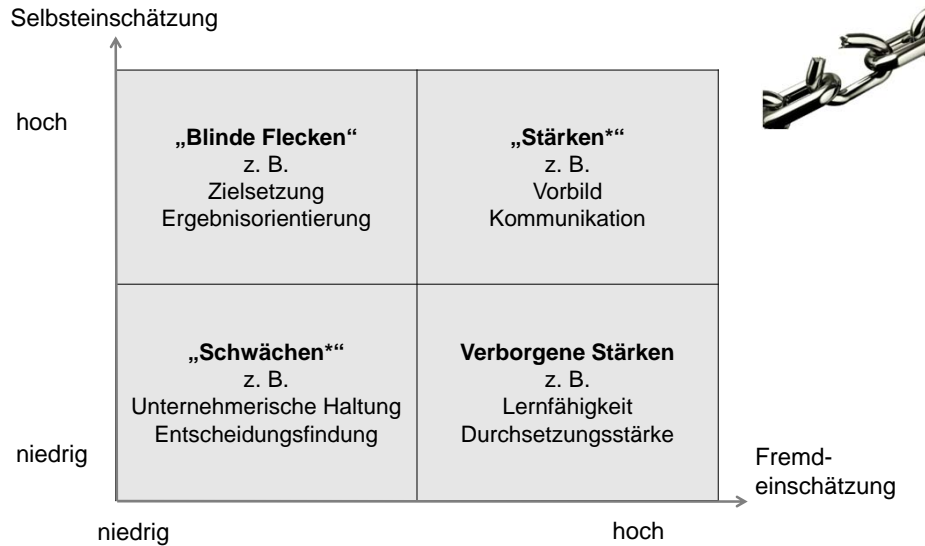 Selbsteinschätzung
hoch
„Blinde Flecken“
z. B.
Zielsetzung
Ergebnisorientierung
„Stärken*“
z. B.
Vorbild
Kommunikation
„Schwächen*“
z. B.
Unternehmerische Haltung
Entscheidungsfindung
Verborgene Stärken
z. B.
Lernfähigkeit
Durchsetzungsstärke
niedrig
Fremd-
einschätzung
niedrig
hoch